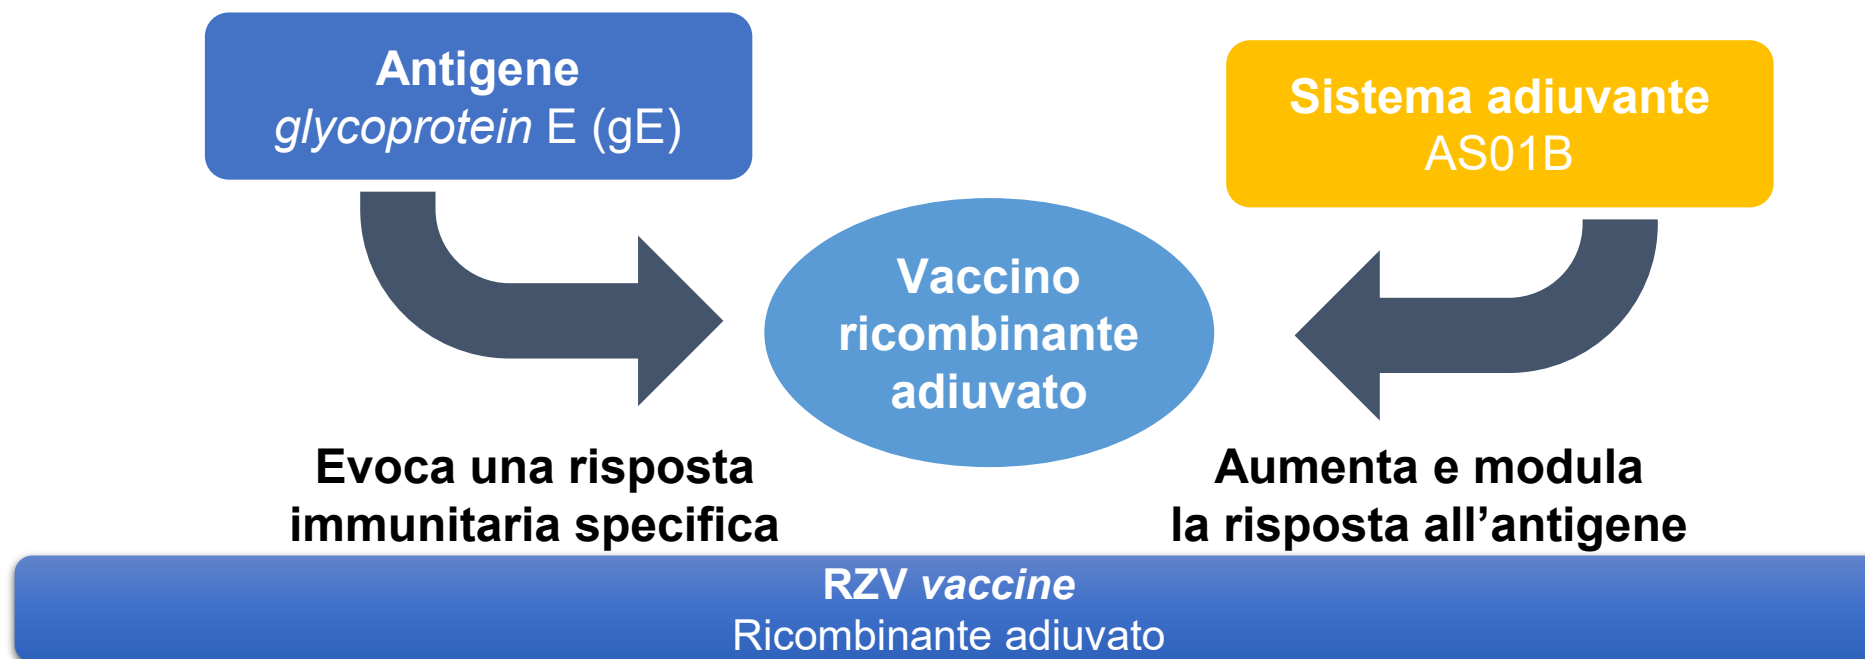 Antigene
glycoprotein E (gE)
Sistema adiuvante
AS01B
Vaccino
ricombinante
adiuvato
Evoca una risposta
immunitaria specifica
Aumenta e modula
la risposta all’antigene
RZV vaccine
Ricombinante adiuvato